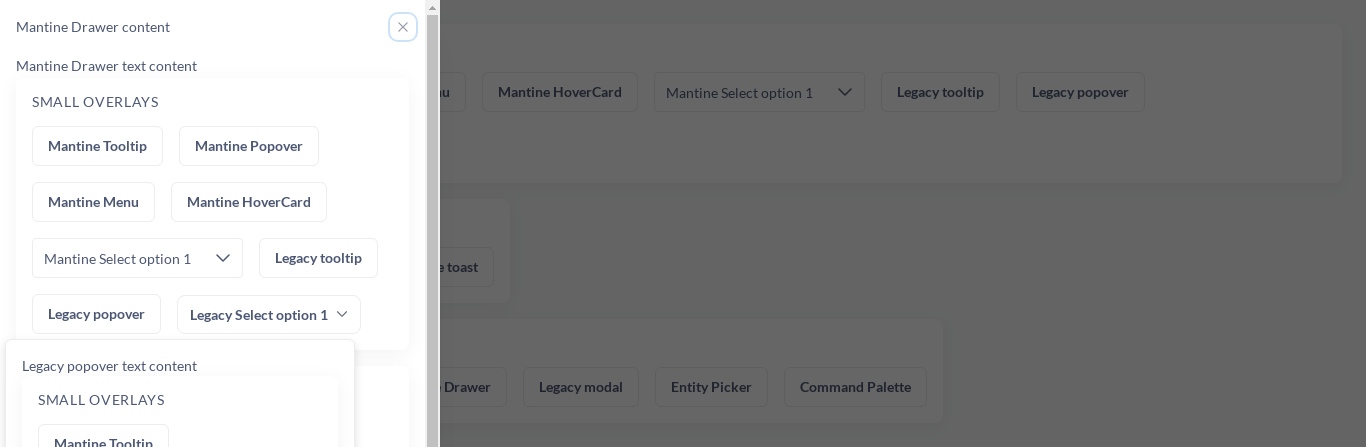 Mantine Drawer content
Mantine Drawer text content
SMALL OVERLAYS
Mantine Tooltip
Mantine Popover
Mantine Menu
Mantine HoverCard
Mantine Select option 1
Legacy tooltip
Legacy popover
Legacy Select option 1
Legacy popover text content
SMALL OVERLAYS
Mantine Tooltip
Mantine HoverCard
Mantine Select option 1
Legacy tooltip
Legacy popover
toast
Drawer
Legacy modal
Entity Picker
Command Palette